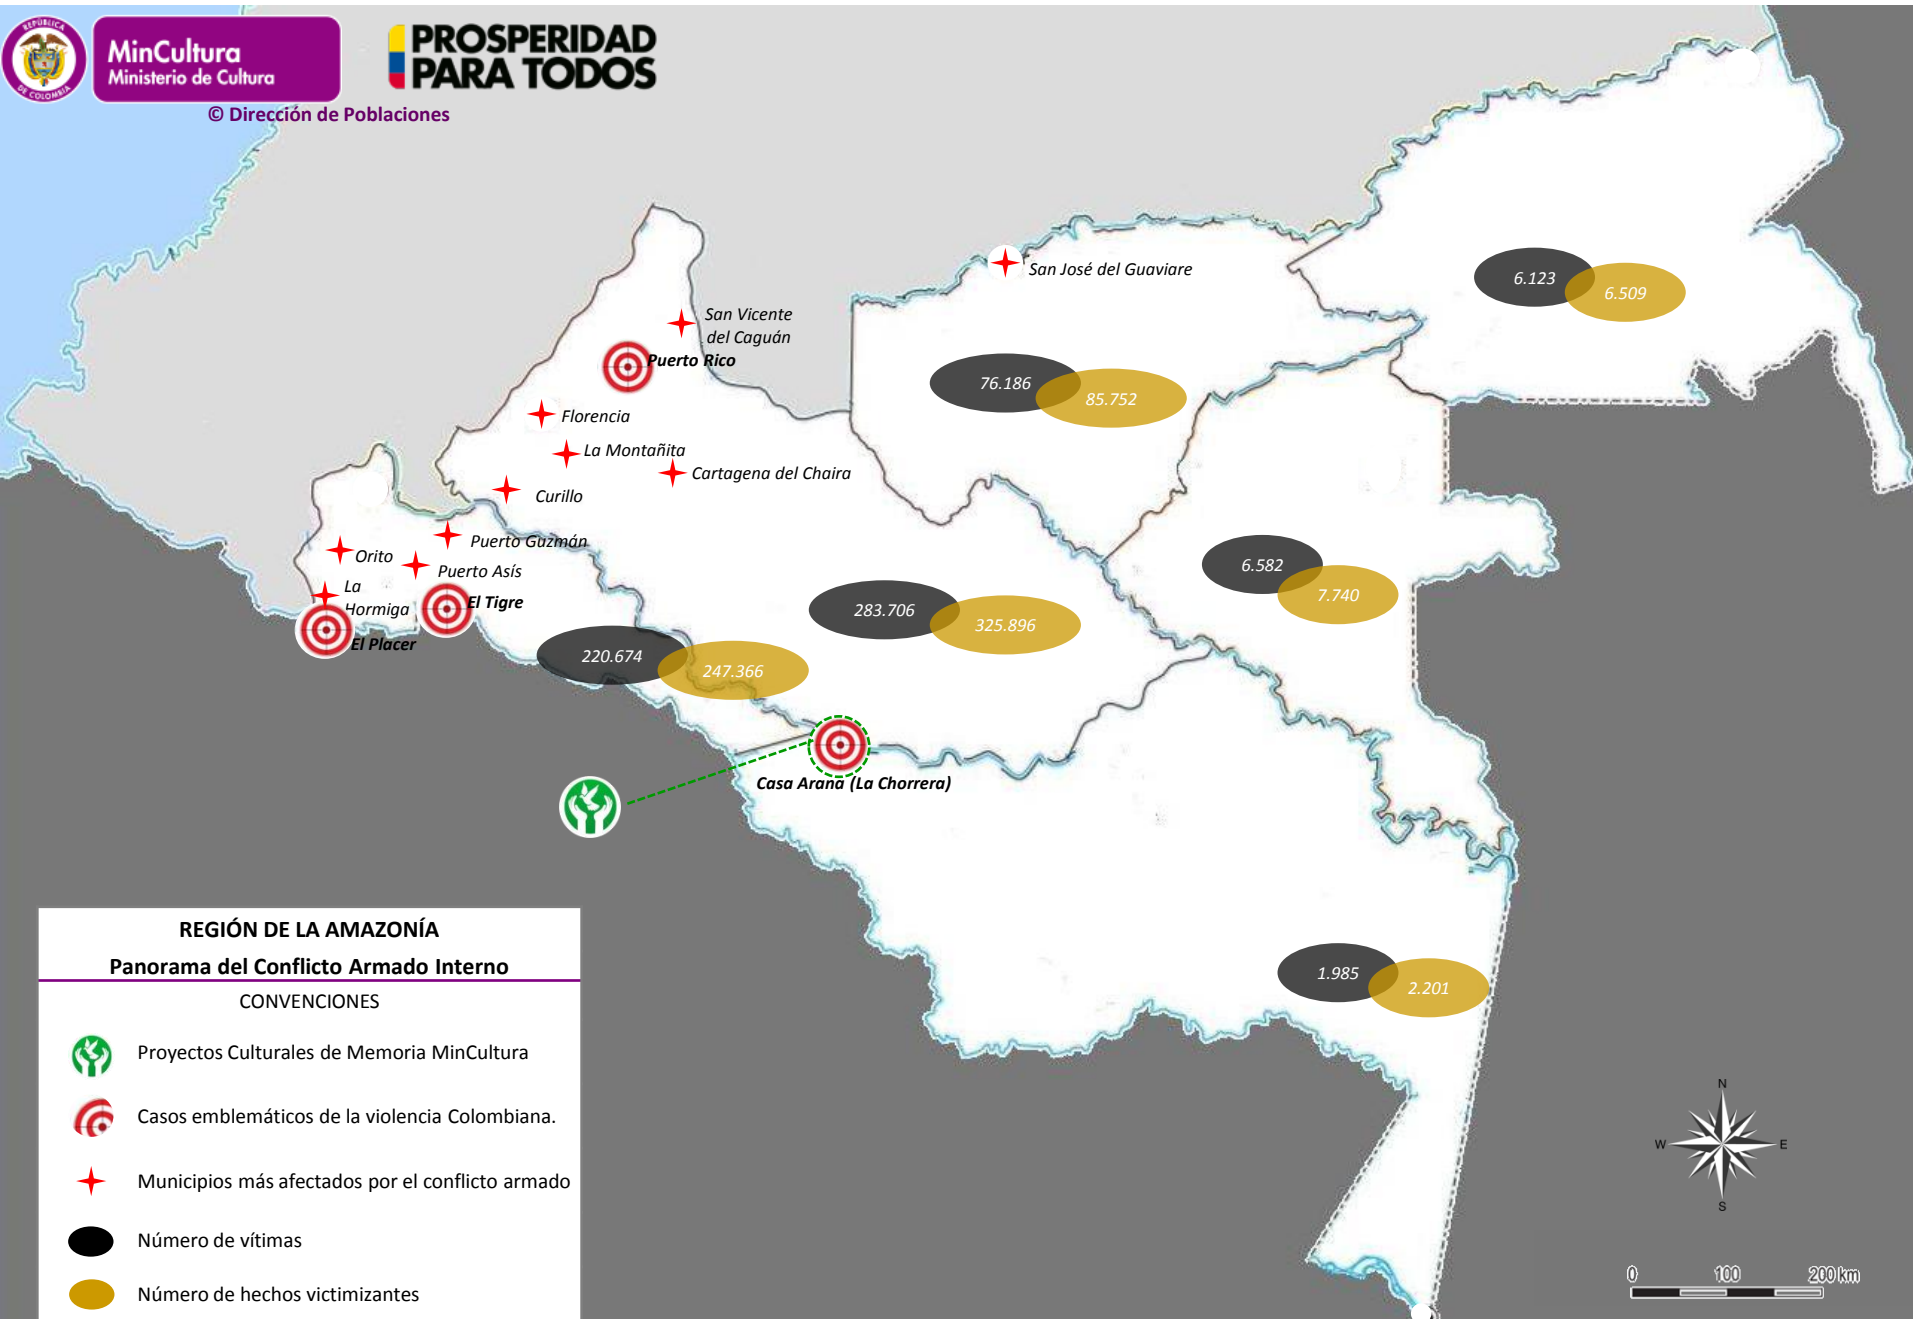 REPÚBLICA
DE COLOMBIA
MinCultura
Ministerio de Cultura
PROSPERIDAD
PARA TODOS
© Dirección de Poblaciones
San José del Guaviare
6.123
6.509
San Vicente
del Caguán
Puerto Rico
76.186
85.752
Florencia
La Montañita
Cartagena del Chaira
Curillo
Puerto Guzmán
Orito
Puerto Asís
La
Hormiga
El Tigre
El Placer
6.582
7.740
283.706
325.896
220.674
247.366
Casa Arana (La Chorrera)
1.985
2.201
REGIÓN DE LA AMAZONÍA
Panorama del Conflicto Armado Interno
CONVENCIONES
Proyectos Culturales de Memoria MinCultura
Casos emblemáticos de la violencia Colombiana.
Municipios más afectados por el conflicto armado
Número de vítimas
Número de hechos victimizantes
N
W
E
S
0 100 200 km